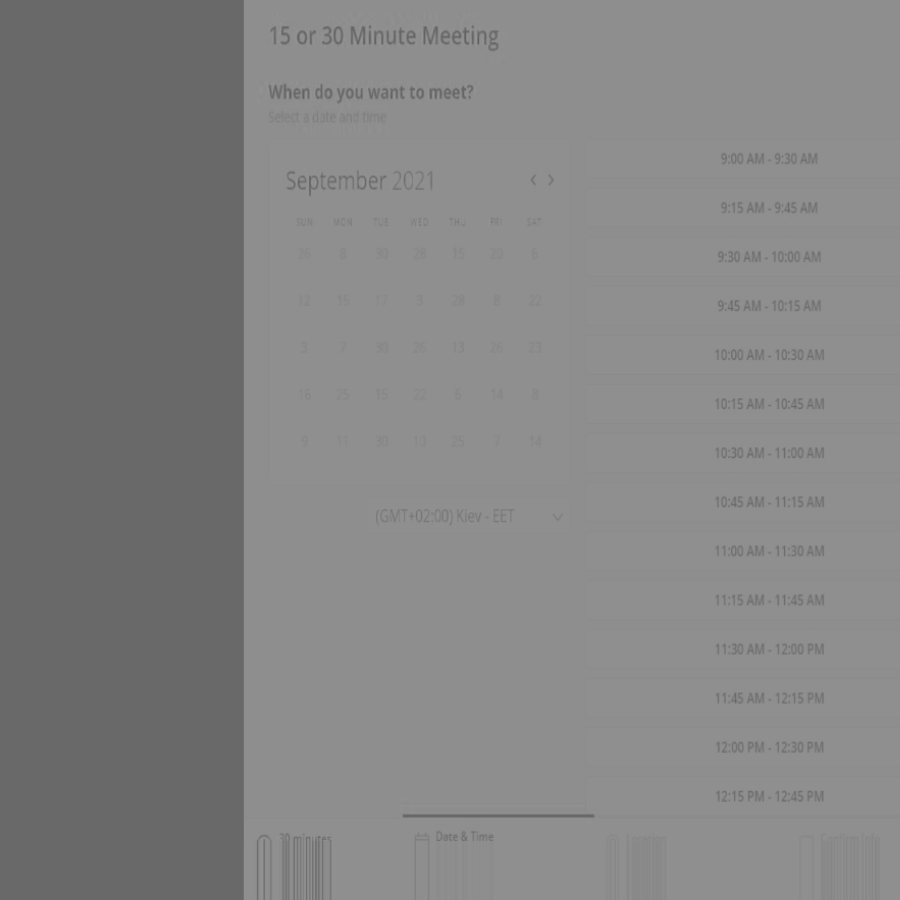 15 or 30 Minute Meeting
When do you want to meet?
Select a date and time
September 2021
SUN MON TUE WED THU FRI SAT
26 8 30 28 15 20 6
12 15 17 3 28 8 22
7 30 26 13 26 23
16 25 15 22 6 14 8
9 11 30 10 25 7 18
(GMT+02:00) Kiev - EET
9:00 AM - 9:30 AM
9:15 AM - 9:45 AM
9:30 AM - 10:00 AM
9:45 AM - 10:15 AM
10:00 AM - 10:30 AM
10:15 AM - 10:45 AM
10:30 AM - 11:00 AM
10:45 AM - 11:15 AM
11:00 AM - 11:30 AM
11:15 AM - 11:45 AM
11:30 AM - 12:00 PM
11:45 AM - 12:15 PM
12:00 PM - 12:30 PM
12:15 PM - 12:45 PM
30 minutes
Date & Time